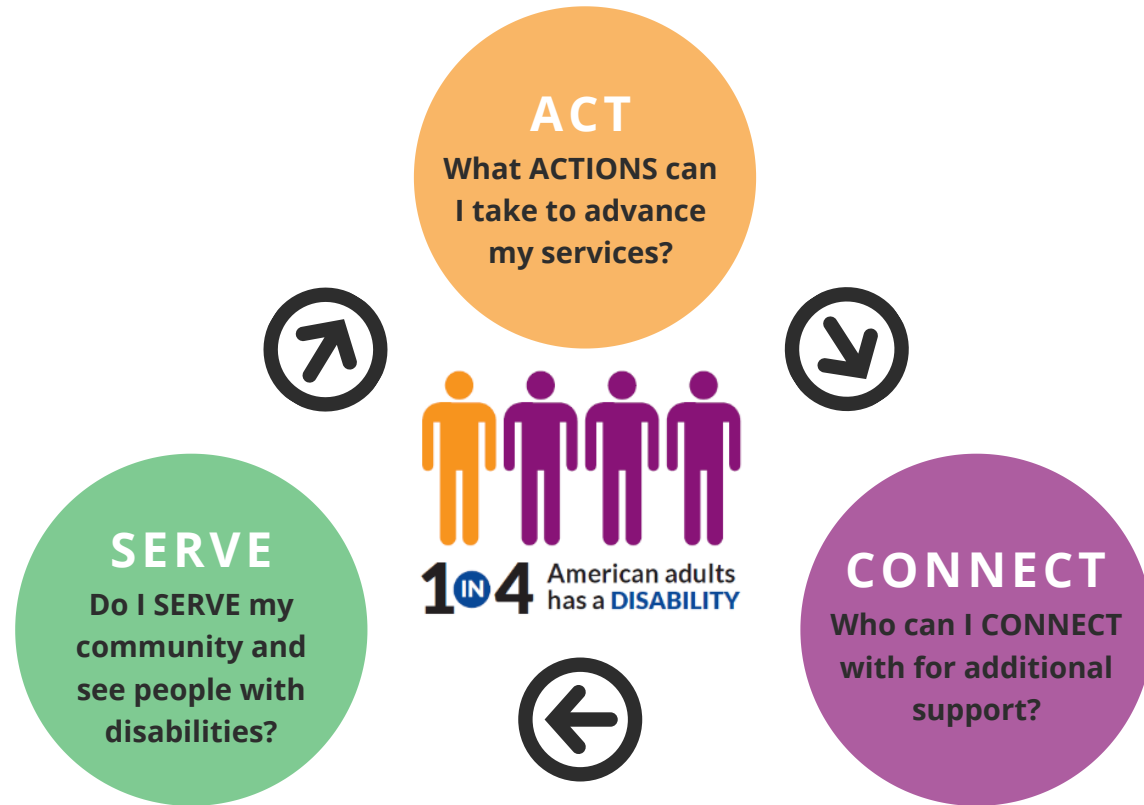 ACT
What ACTIONS can
I take to advance
my services?
SERVE
Do I SERVE my
community and
see people with
disabilities?
1 IN 4 American adults
has a DISABILITY
CONNECT
Who can I CONNECT
with for additional
support?